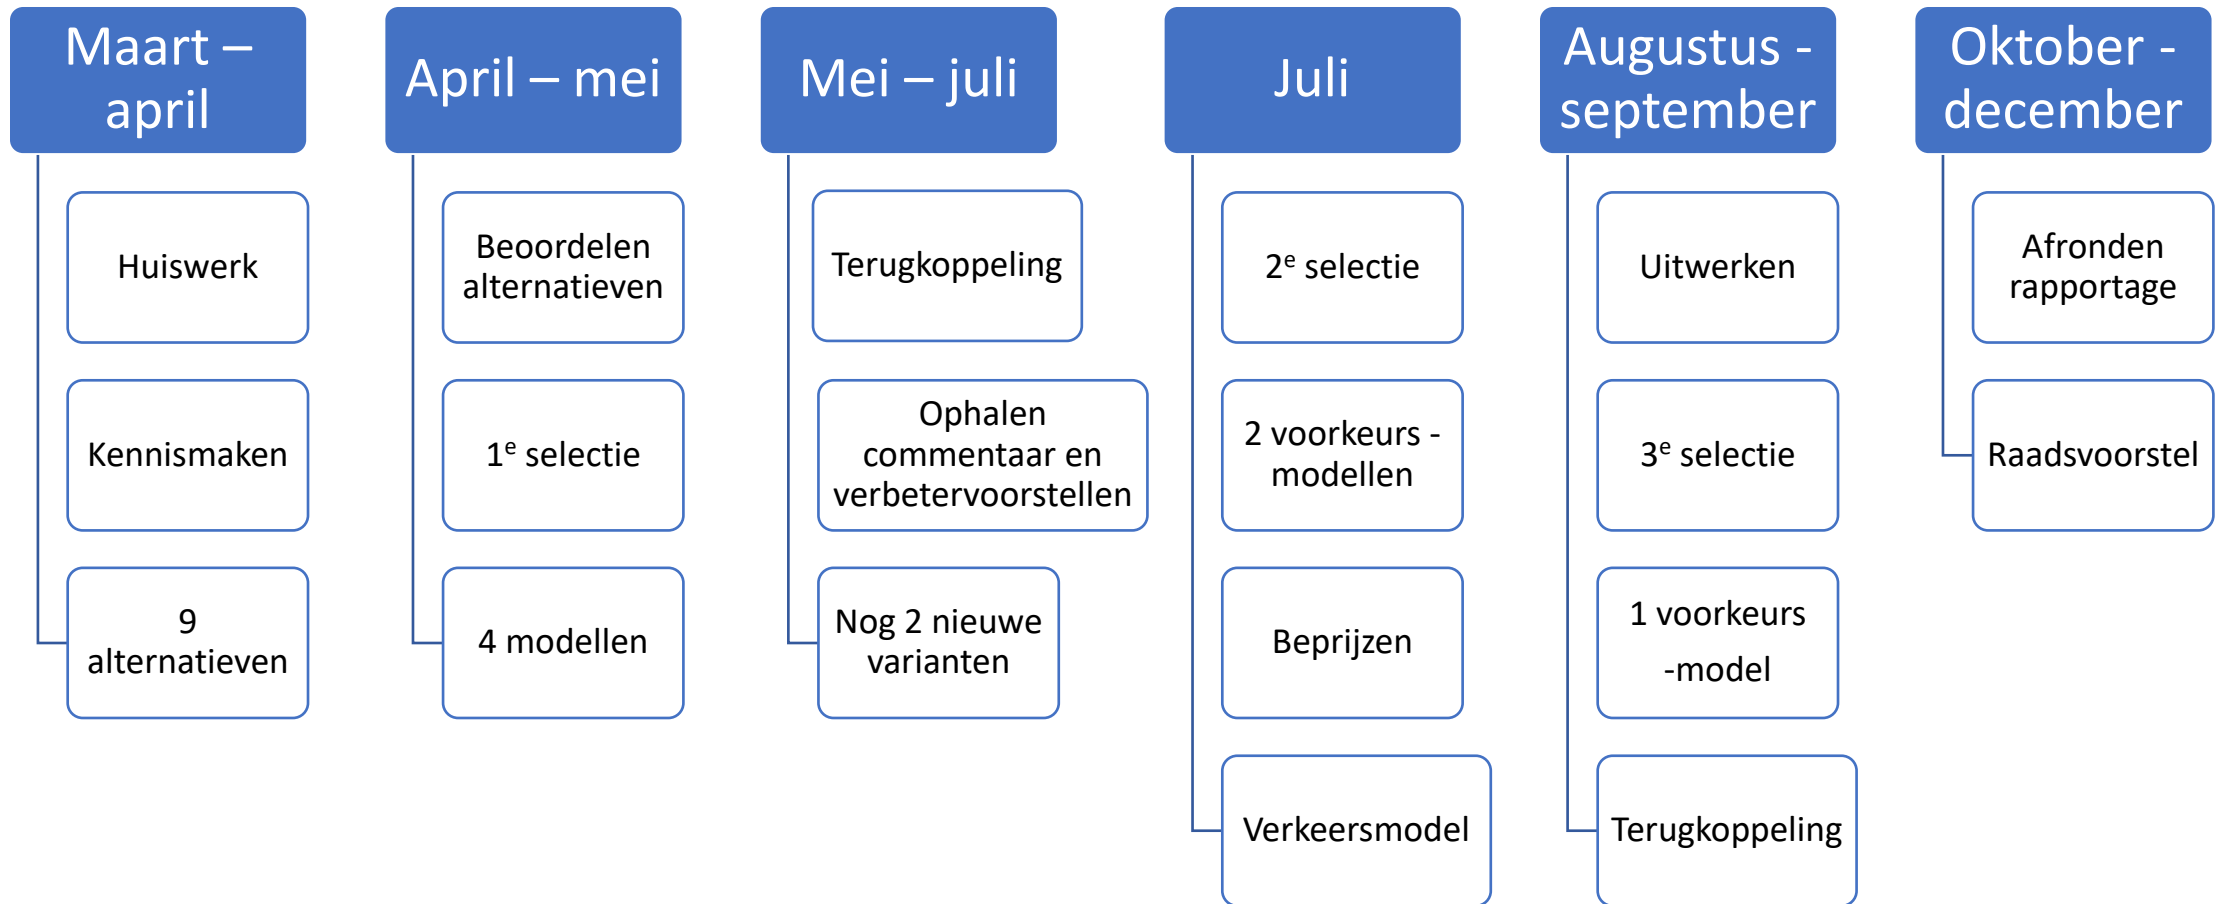 Maart –
april
Huiswerk
Kennismaken
9
alternatieven
April – mei
Beoordelen
alternatieven
1e selectie
4 modellen
Mei – juli
Terugkoppeling
Ophalen
commentaar en
verbetervoorstellen
Nog 2 nieuwe
varianten
Juli
2e selectie
2 voorkeurs -
modellen
Beprijzen
Verkeersmodel
Augustus -
september
Uitwerken
3e selectie
1 voorkeurs
-model
Terugkoppeling
Oktober -
december
Afronden
rapportage
Raadsvoorstel